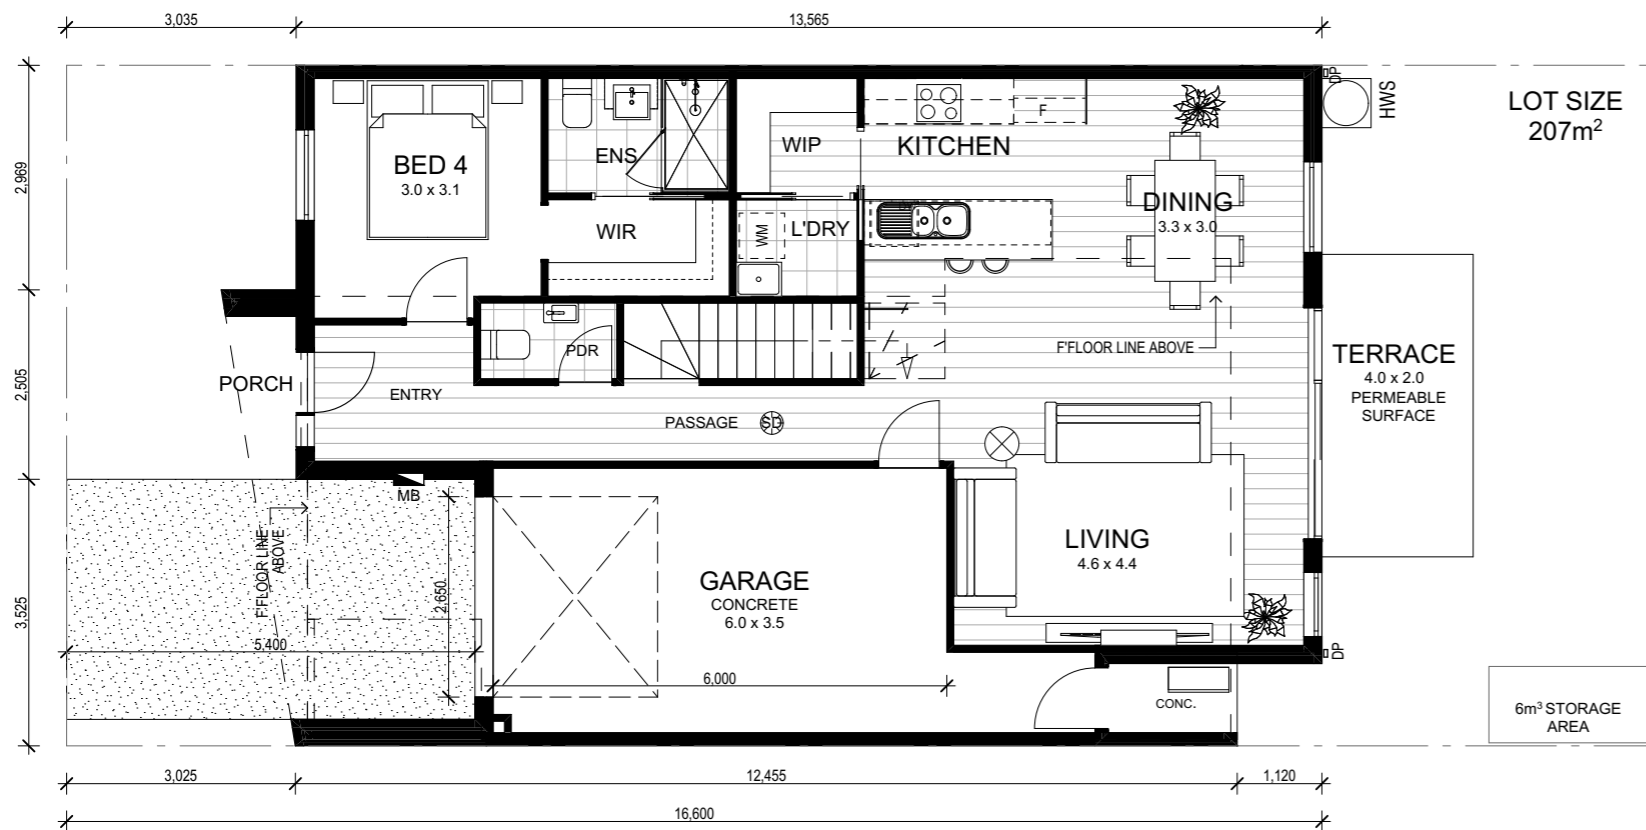 3,035
13,565
DP
HWS
LOT SIZE
207m²
2,969
BED 4
3.0 x 3.1
ENS
WIP
KITCHEN
F
DINING
3.3 x 3.0
WIR
WM
L'DRY
2,505
PORCH
ENTRY
PDR
PASSAGE
SD
F'FLOOR LINE ABOVE
TERRACE
4.0 x 2.0
PERMEABLE
SURFACE
MB
F'FLOOR LINE
ABOVE
2,650
3,525
5,400
GARAGE
CONCRETE
6.0 x 3.5
6,000
LIVING
4.6 x 4.4
DP
CONC.
6m³ STORAGE
AREA
3,025
12,455
1,120
16,600